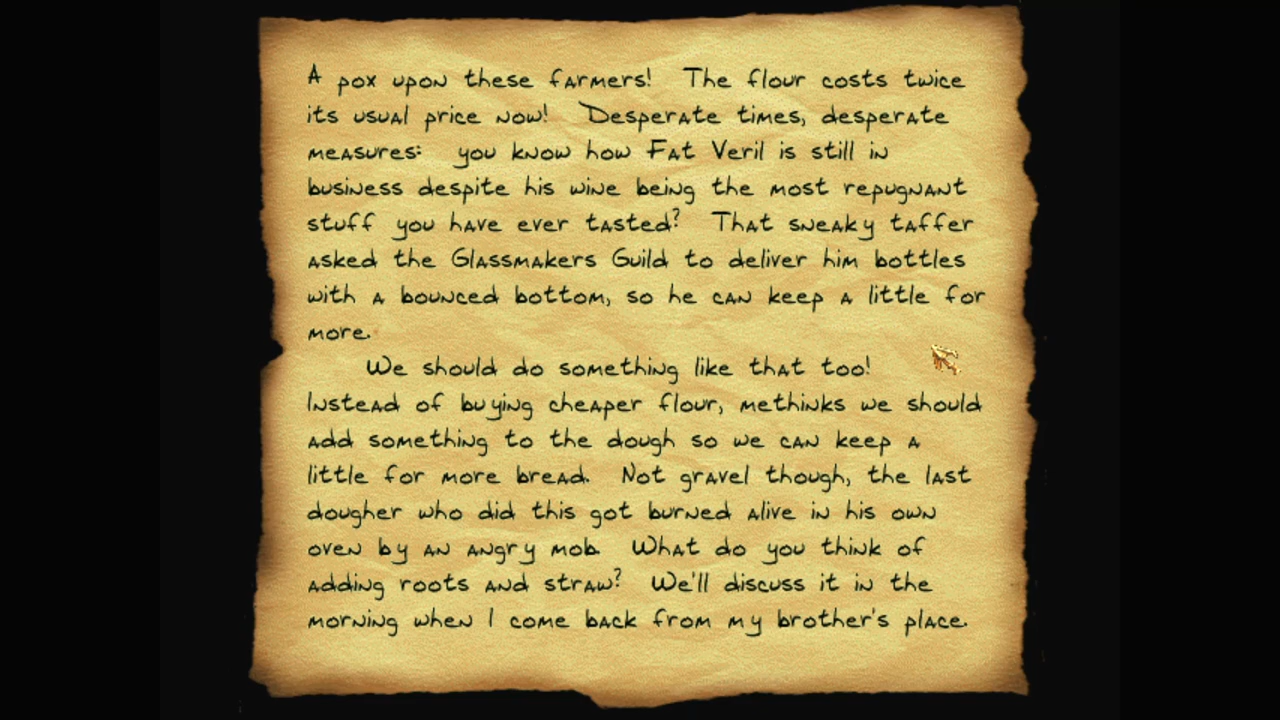 A pox upon these farmers!  The flour costs twice
its usual price now!  Desperate times, desperate
measures:  you know how Fat Veril is still in
business despite his wine being the most repugnant
stuff you have ever tasted?  That sneaky taffer
asked the Glassmakers Guild to deliver him bottles
with a bounced bottom, so he can keep a little for
more.
We should do something like that too!
Instead of buying cheaper flour, methinks we should
add something to the dough so we can keep a
little for more bread.  Not gravel though, the last
dougher who did this got burned alive in his own
oven by an angry mob.  What do you think of
adding roots and straw?  We'll discuss it in the
morning when I come back from my brother's place.